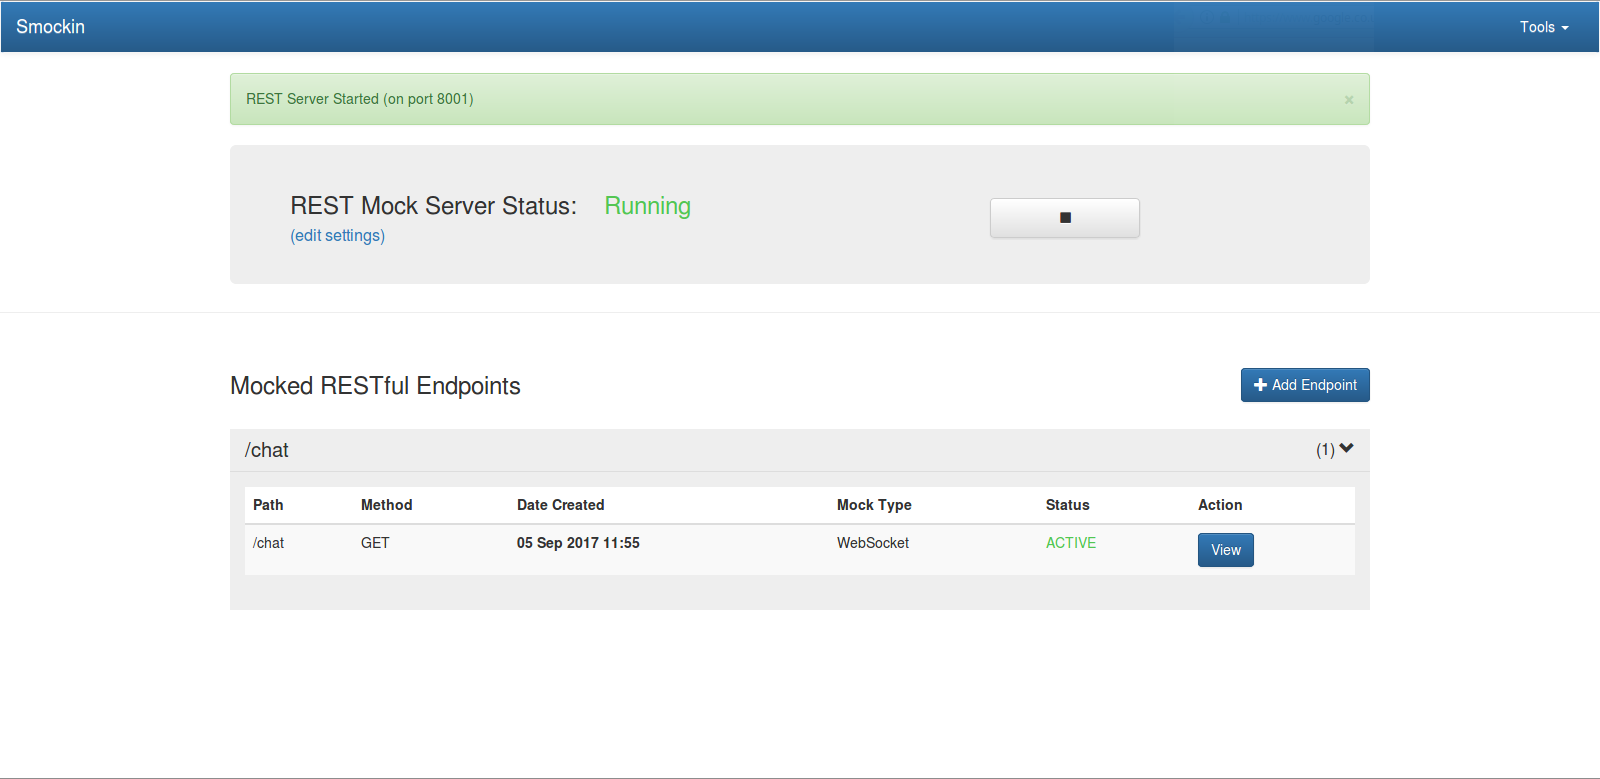 Smockin Tools
REST Server Started (on port 8001) ×
REST Mock Server Status: Running
(edit settings)
Mocked RESTful Endpoints Add Endpoint
/chat (1)
Path Method Date Created Mock Type Status Action
/chat GET 05 Sep 2017 11:55 WebSocket ACTIVE View